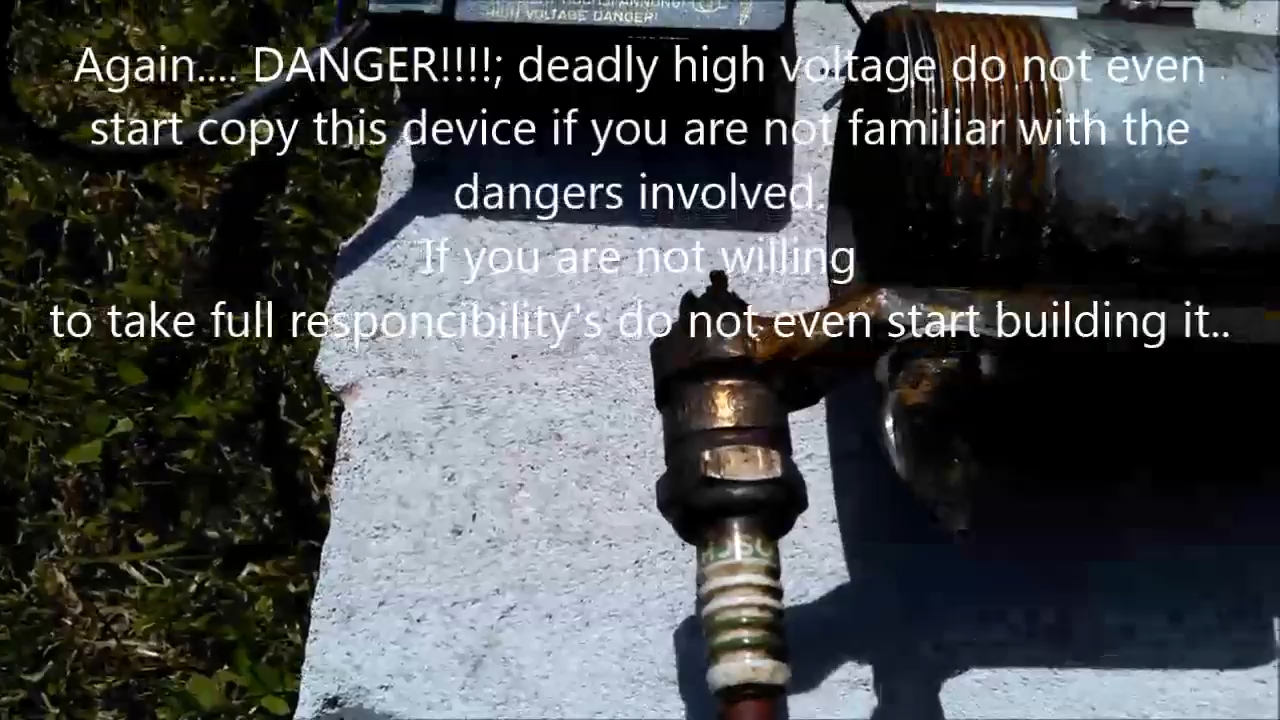 HIGH VOLTAGE DANGER!
Again.... DANGER!!!!; deadly high voltage do not even
start copy this device if you are not familiar with the
dangers involved.
If you are not willing
to take full responcibility's do not even start building it..